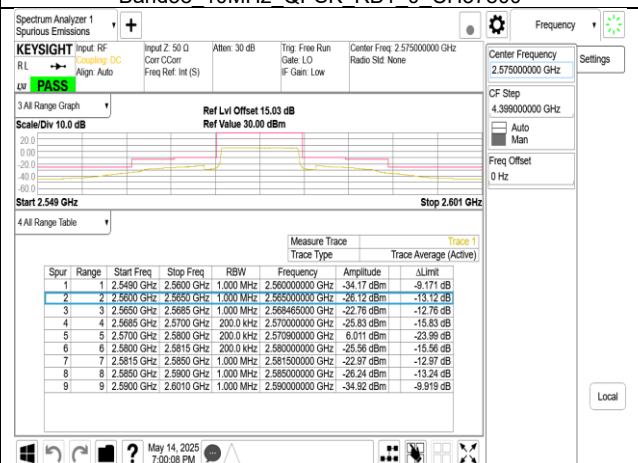 Spectrum Analyzer 1
Spurious Emissions
+
Frequency
KEYSIGHT
Input: RF
Input Z: 50 Ω
Atten: 30 dB
Trig: Free Run
Center Freq: 2.575000000 GHz
RL
Coupling: DC
Corr CCorr
Gate: LO
Radio Std: None
Align: Auto
Freq Ref: Int (S)
IF Gain: Low
LXI
PASS
Center Frequency
2.575000000 GHz
Settings
CF Step
4.399000000 GHz
Auto
Man
Freq Offset
0 Hz
3 All Range Graph
Ref Lvl Offset 15.03 dB
Scale/Div 10.0 dB
Ref Value 30.00 dBm
20.0
0.00
-20.0
-40.0
-60.0
Start 2.549 GHz
Stop 2.601 GHz
4 All Range Table
Measure Trace
Trace 1
Trace Type
Trace Average (Active)
Spur Range Start Freq Stop Freq RBW Frequency Amplitude ΔLimit
1 1 2.5490 GHz 2.5600 GHz 1.000 MHz 2.560000000 GHz -34.17 dBm -9.171 dB
2 2 2.5600 GHz 2.5650 GHz 1.000 MHz 2.565000000 GHz -26.12 dBm -13.12 dB
3 3 2.5650 GHz 2.5685 GHz 1.000 MHz 2.568465000 GHz -22.76 dBm -12.76 dB
4 4 2.5685 GHz 2.5700 GHz 200.0 kHz 2.570000000 GHz -25.83 dBm -15.83 dB
5 5 2.5700 GHz 2.5800 GHz 200.0 kHz 2.570900000 GHz 6.011 dBm -23.99 dB
6 6 2.5800 GHz 2.5815 GHz 200.0 kHz 2.580000000 GHz -25.56 dBm -15.56 dB
7 7 2.5815 GHz 2.5850 GHz 1.000 MHz 2.581500000 GHz -22.97 dBm -12.97 dB
8 8 2.5850 GHz 2.5900 GHz 1.000 MHz 2.585000000 GHz -26.24 dBm -13.24 dB
9 9 2.5900 GHz 2.6010 GHz 1.000 MHz 2.590000000 GHz -34.92 dBm -9.919 dB
Local
?
May 14, 2025
7:00:08 PM